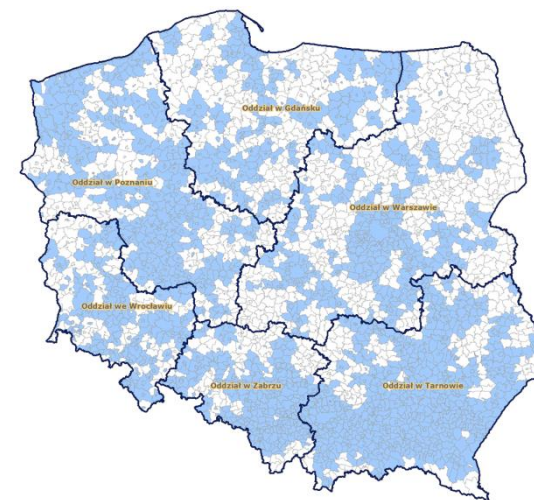 Oddział w Gdańsku
Oddział w Poznaniu
Oddział w Warszawie
Oddział we Wrocławiu
Oddział w Zabrzu
Oddział w Tarnowie